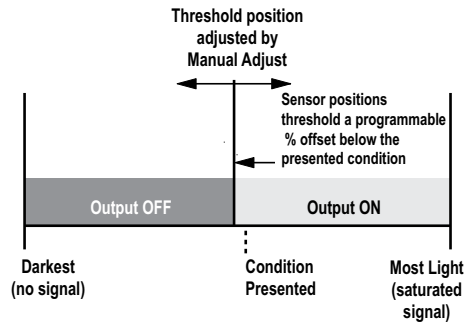 Threshold position
adjusted by
Manual Adjust
Sensor positions
threshold a programmable
% offset below the
presented condition
Output OFF
Output ON
Darkest
(no signal)
Condition
Presented
Most Light
(saturated
signal)